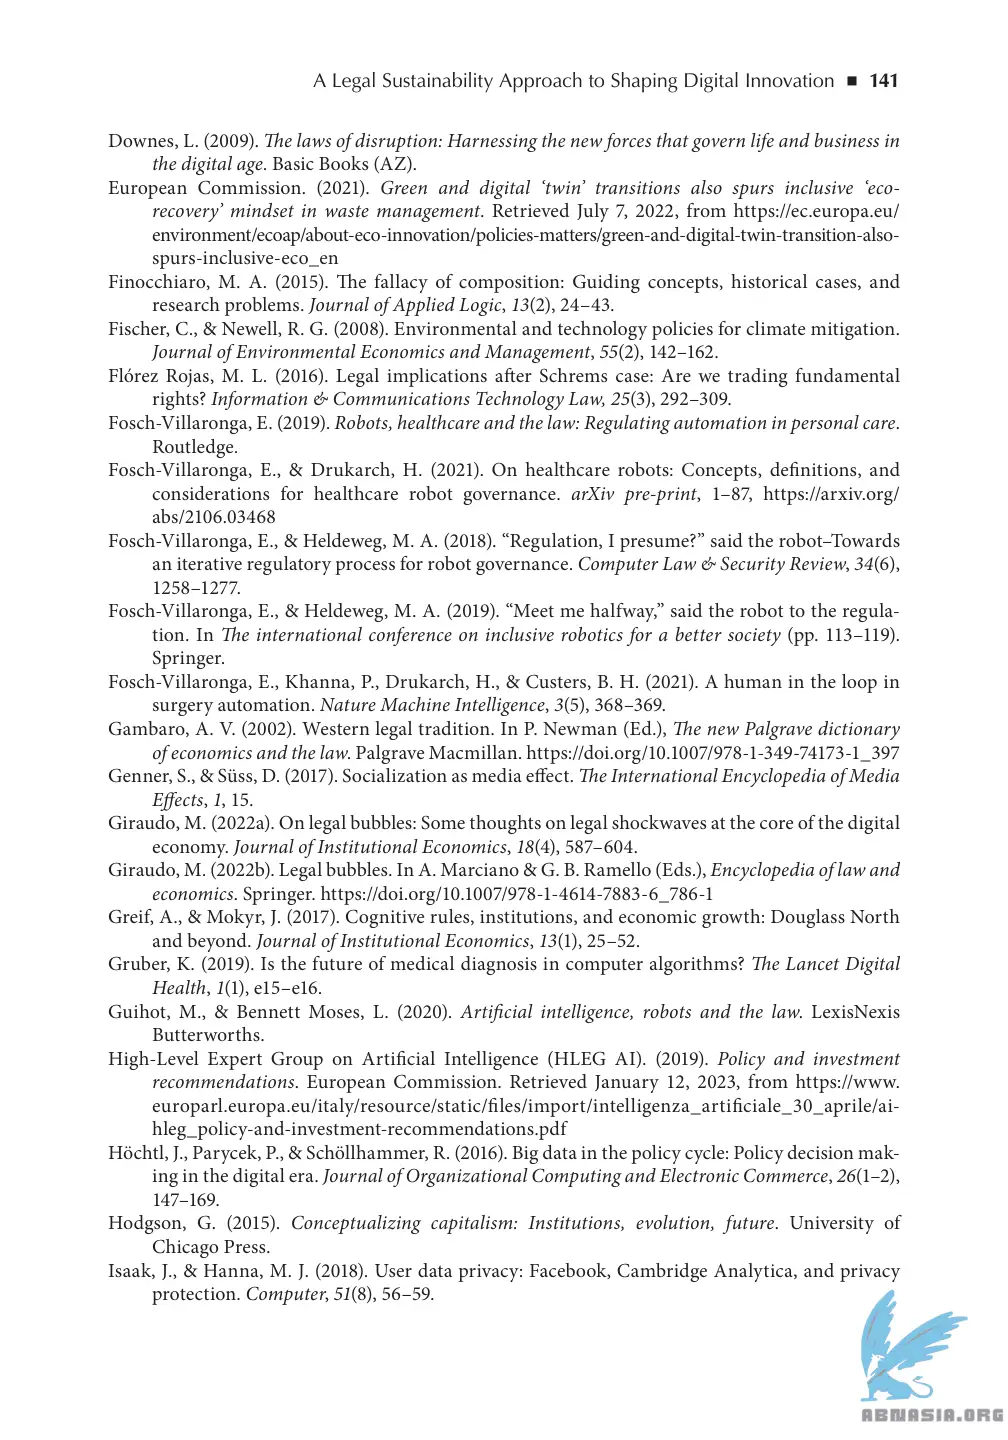 A Legal Sustainability Approach to Shaping Digital Innovation ■ 141
Downes, L. (2009). The laws of disruption: Harnessing the new forces that govern life and business in
the digital age. Basic Books (AZ).
European Commission. (2021). Green and digital ‘twin’ transitions also spurs inclusive ‘eco-
recovery’ mindset in waste management. Retrieved July 7, 2022, from https://ec.europa.eu/
environment/ecoap/about-eco-innovation/policies-matters/green-and-digital-twin-transition-also-
spurs-inclusive-eco_en
Finocchiaro, M. A. (2015). The fallacy of composition: Guiding concepts, historical cases, and
research problems. Journal of Applied Logic, 13(2), 24–43.
Fischer, C., & Newell, R. G. (2008). Environmental and technology policies for climate mitigation.
Journal of Environmental Economics and Management, 55(2), 142–162.
Flórez Rojas, M. L. (2016). Legal implications after Schrems case: Are we trading fundamental
rights? Information & Communications Technology Law, 25(3), 292–309.
Fosch-Villaronga, E. (2019). Robots, healthcare and the law: Regulating automation in personal care.
Routledge.
Fosch-Villaronga, E., & Drukarch, H. (2021). On healthcare robots: Concepts, definitions, and
considerations for healthcare robot governance. arXiv pre-print, 1–87, https://arxiv.org/
abs/2106.03468
Fosch-Villaronga, E., & Heldeweg, M. A. (2018). “Regulation, I presume?” said the robot–Towards
an iterative regulatory process for robot governance. Computer Law & Security Review, 34(6),
1258–1277.
Fosch-Villaronga, E., & Heldeweg, M. A. (2019). “Meet me halfway,” said the robot to the regula-
tion. In The international conference on inclusive robotics for a better society (pp. 113–119).
Springer.
Fosch-Villaronga, E., Khanna, P., Drukarch, H., & Custers, B. H. (2021). A human in the loop in
surgery automation. Nature Machine Intelligence, 3(5), 368–369.
Gambaro, A. V. (2002). Western legal tradition. In P. Newman (Ed.), The new Palgrave dictionary
of economics and the law. Palgrave Macmillan. https://doi.org/10.1007/978-1-349-74173-1_397
Genner, S., & Süss, D. (2017). Socialization as media effect. The International Encyclopedia of Media
Effects, 1, 15.
Giraudo, M. (2022a). On legal bubbles: Some thoughts on legal shockwaves at the core of the digital
economy. Journal of Institutional Economics, 18(4), 587–604.
Giraudo, M. (2022b). Legal bubbles. In A. Marciano & G. B. Ramello (Eds.), Encyclopedia of law and
economics. Springer. https://doi.org/10.1007/978-1-4614-7883-6_786-1
Greif, A., & Mokyr, J. (2017). Cognitive rules, institutions, and economic growth: Douglass North
and beyond. Journal of Institutional Economics, 13(1), 25–52.
Gruber, K. (2019). Is the future of medical diagnosis in computer algorithms? The Lancet Digital
Health, 1(1), e15–e16.
Guihot, M., & Bennett Moses, L. (2020). Artificial intelligence, robots and the law. LexisNexis
Butterworths.
High-Level Expert Group on Artificial Intelligence (HLEG AI). (2019). Policy and investment
recommendations. European Commission. Retrieved January 12, 2023, from https://www.
europarl.europa.eu/italy/resource/static/files/import/intelligenza_artificiale_30_aprile/ai-
hleg_policy-and-investment-recommendations.pdf
Höchtl, J., Parycek, P., & Schöllhammer, R. (2016). Big data in the policy cycle: Policy decision mak-
ing in the digital era. Journal of Organizational Computing and Electronic Commerce, 26(1–2),
147–169.
Hodgson, G. (2015). Conceptualizing capitalism: Institutions, evolution, future. University of
Chicago Press.
Isaak, J., & Hanna, M. J. (2018). User data privacy: Facebook, Cambridge Analytica, and privacy
protection. Computer, 51(8), 56–59.
ABNASIA.ORG